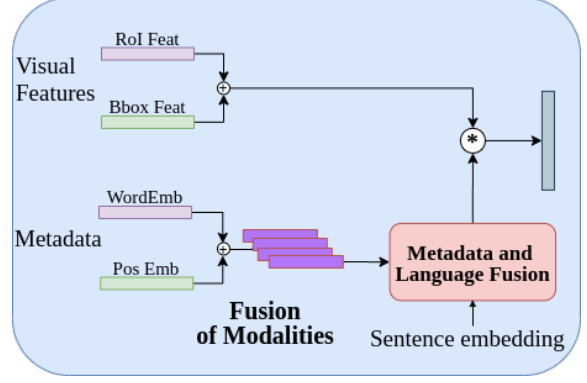 RoI Feat
Visual
Features
+
Bbox Feat
*
WordEmb
Metadata
+
Pos Emb
Metadata and
Language Fusion
Fusion
of Modalities
Sentence embedding